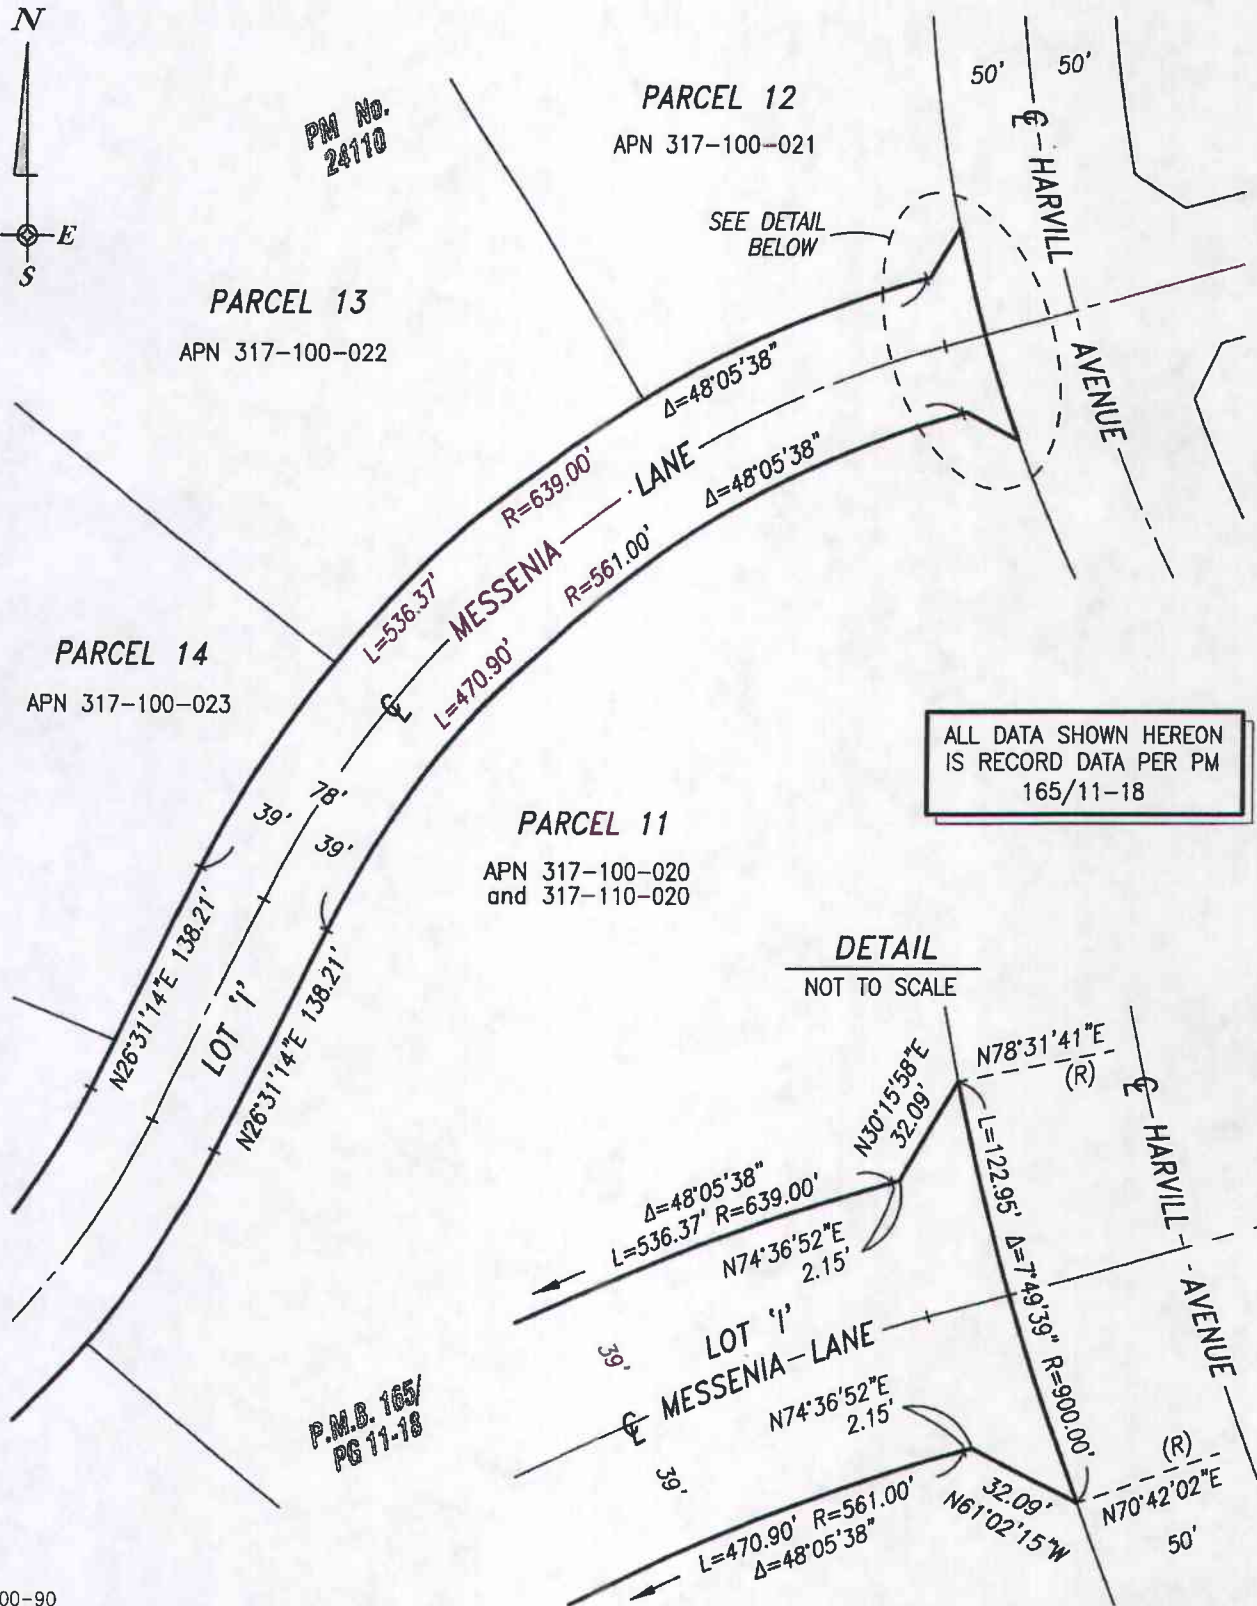 N
E
S
PM No.
24110
PARCEL 12
APN 317-100-021
50'
50'
℄ HARVILL
AVENUE
SEE DETAIL
BELOW
PARCEL 13
APN 317-100-022
Δ=48°05'38"
R=639.00'
L=536.37'
℄ MESSENIA LANE
Δ=48°05'38"
R=561.00'
L=470.90'
PARCEL 14
APN 317-100-023
ALL DATA SHOWN HEREON
IS RECORD DATA PER PM
165/11-18
39'
78'
39'
PARCEL 11
APN 317-100-020
and 317-110-020
N26°31'14"E 138.21'
LOT 'I'
N26°31'14"E 138.21'
DETAIL
NOT TO SCALE
N30°15'58"E
32.09'
N78°31'41"E
(R)
℄ HARVILL AVENUE
L=122.95' Δ=7°49'39" R=900.00'
Δ=48°05'38"
L=536.37' R=639.00'
N74°36'52"E
2.15'
39'
LOT 'I'
℄ MESSENIA LANE
39'
N74°36'52"E
2.15'
32.09'
N61°02'15"W
(R)
N70°42'02"E
50'
L=470.90' R=561.00'
Δ=48°05'38"
P.M.B. 165/
PG 11-18
00-90